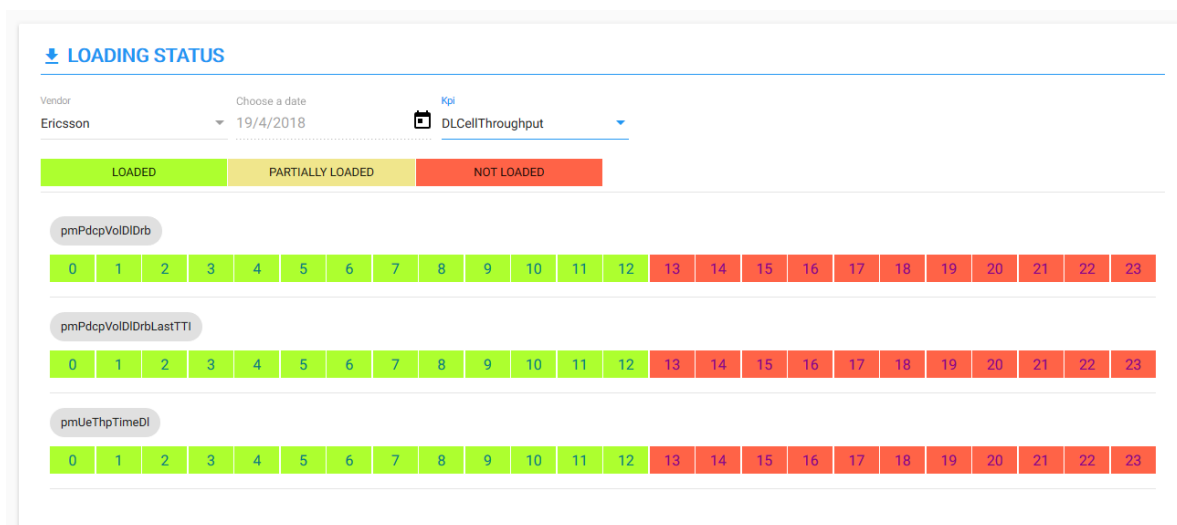 LOADING STATUS
Vendor Choose a date Kpi
Ericsson 19/4/2018 DLCellThroughput
LOADED PARTIALLY LOADED NOT LOADED
pmPdcpVolDlDrb
0 1 2 3 4 5 6 7 8 9 10 11 12 13 14 15 16 17 18 19 20 21 22 23
pmPdcpVolDlDrbLastTTI
0 1 2 3 4 5 6 7 8 9 10 11 12 13 14 15 16 17 18 19 20 21 22 23
pmUeThpTimeDl
0 1 2 3 4 5 6 7 8 9 10 11 12 13 14 15 16 17 18 19 20 21 22 23